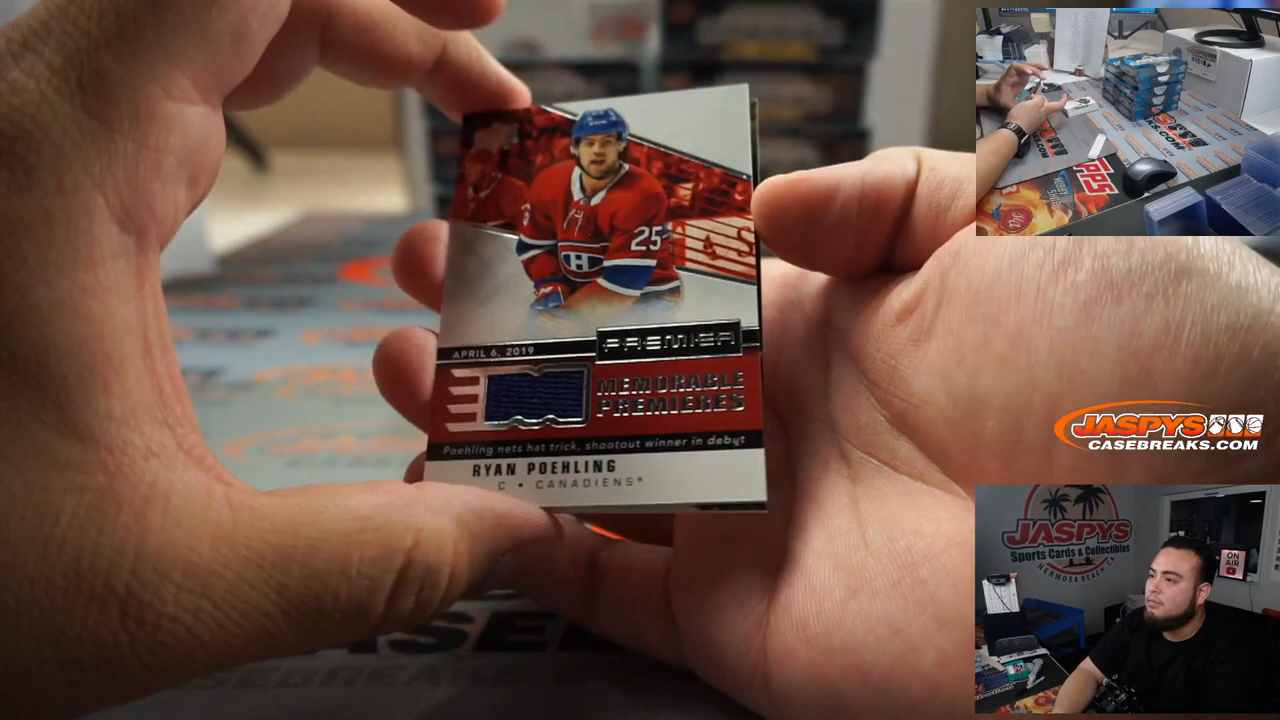 25
APRIL 6, 2019
PREMIER
MEMORABLE
PREMIERES
Poehling nets hat trick, shootout winner in debut
RYAN POEHLING
C • CANADIENS
JASPYS
CASEBREAKS.COM
JASPYS
Sports Cards & Collectibles
HERMOSA BEACH, CA
ON
AIR